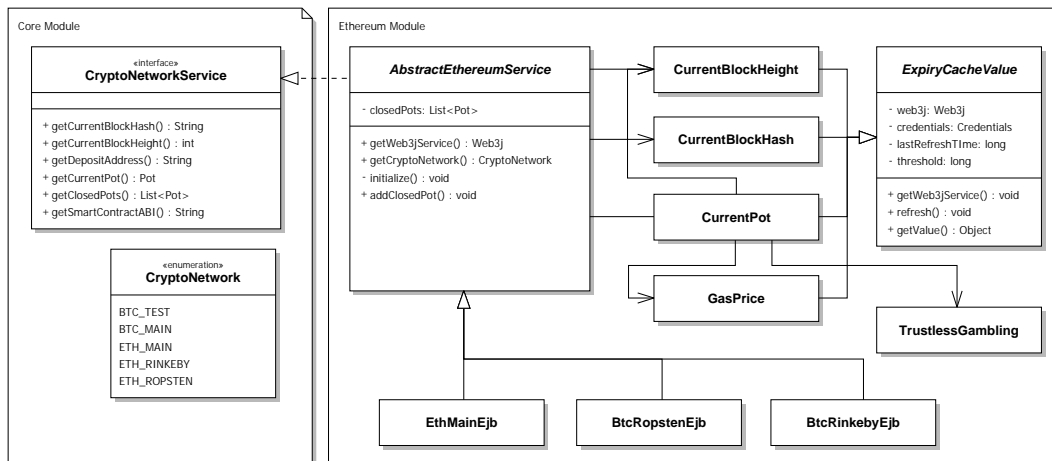 Core Module
«interface»
CryptoNetworkService
+ getCurrentBlockHash() : String
+ getCurrentBlockHeight() : int
+ getDepositAddress() : String
+ getCurrentPot() : Pot
+ getClosedPots() : List<Pot>
+ getSmartContractABI() : String
«enumeration»
CryptoNetwork
BTC_TEST
BTC_MAIN
ETH_MAIN
ETH_RINKEBY
ETH_ROPSTEN
Ethereum Module
AbstractEthereumService
- closedPots: List<Pot>
+ getWeb3jService() : Web3j
+ getCryptoNetwork() : CryptoNetwork
- initialize() : void
+ addClosedPot() : void
CurrentBlockHeight
CurrentBlockHash
CurrentPot
GasPrice
ExpiryCacheValue
- web3j: Web3j
- credentials: Credentials
- lastRefreshTIme: long
- threshold: long
+ getWeb3jService() : void
+ refresh() : void
+ getValue() : Object
TrustlessGambling
EthMainEjb
BtcRopstenEjb
BtcRinkebyEjb